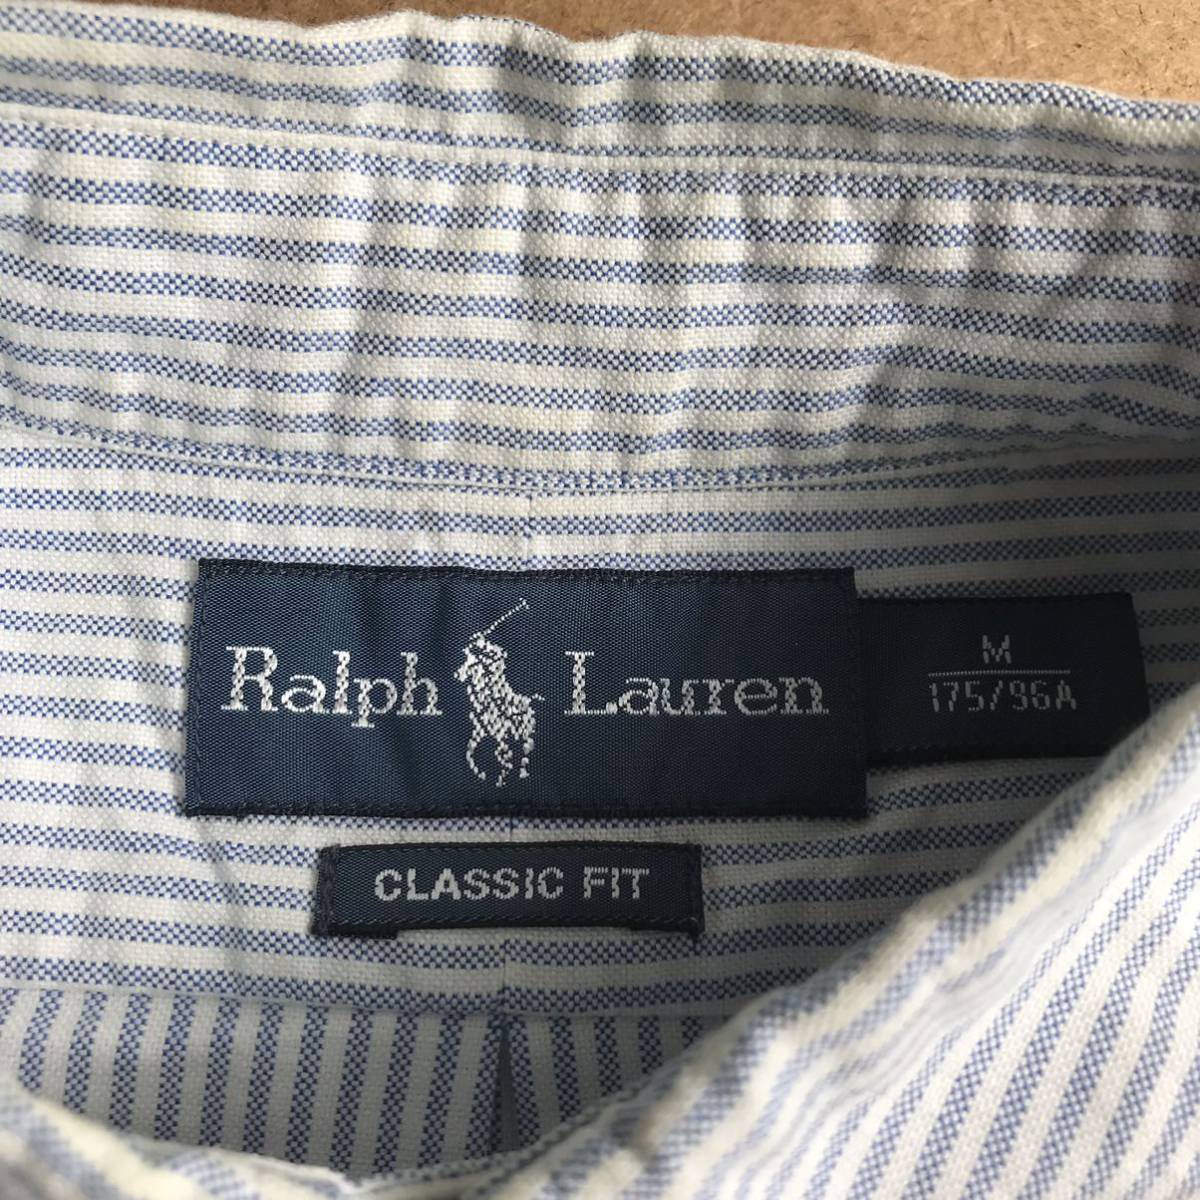 Ralph Lauren
M
175/96A
CLASSIC FIT